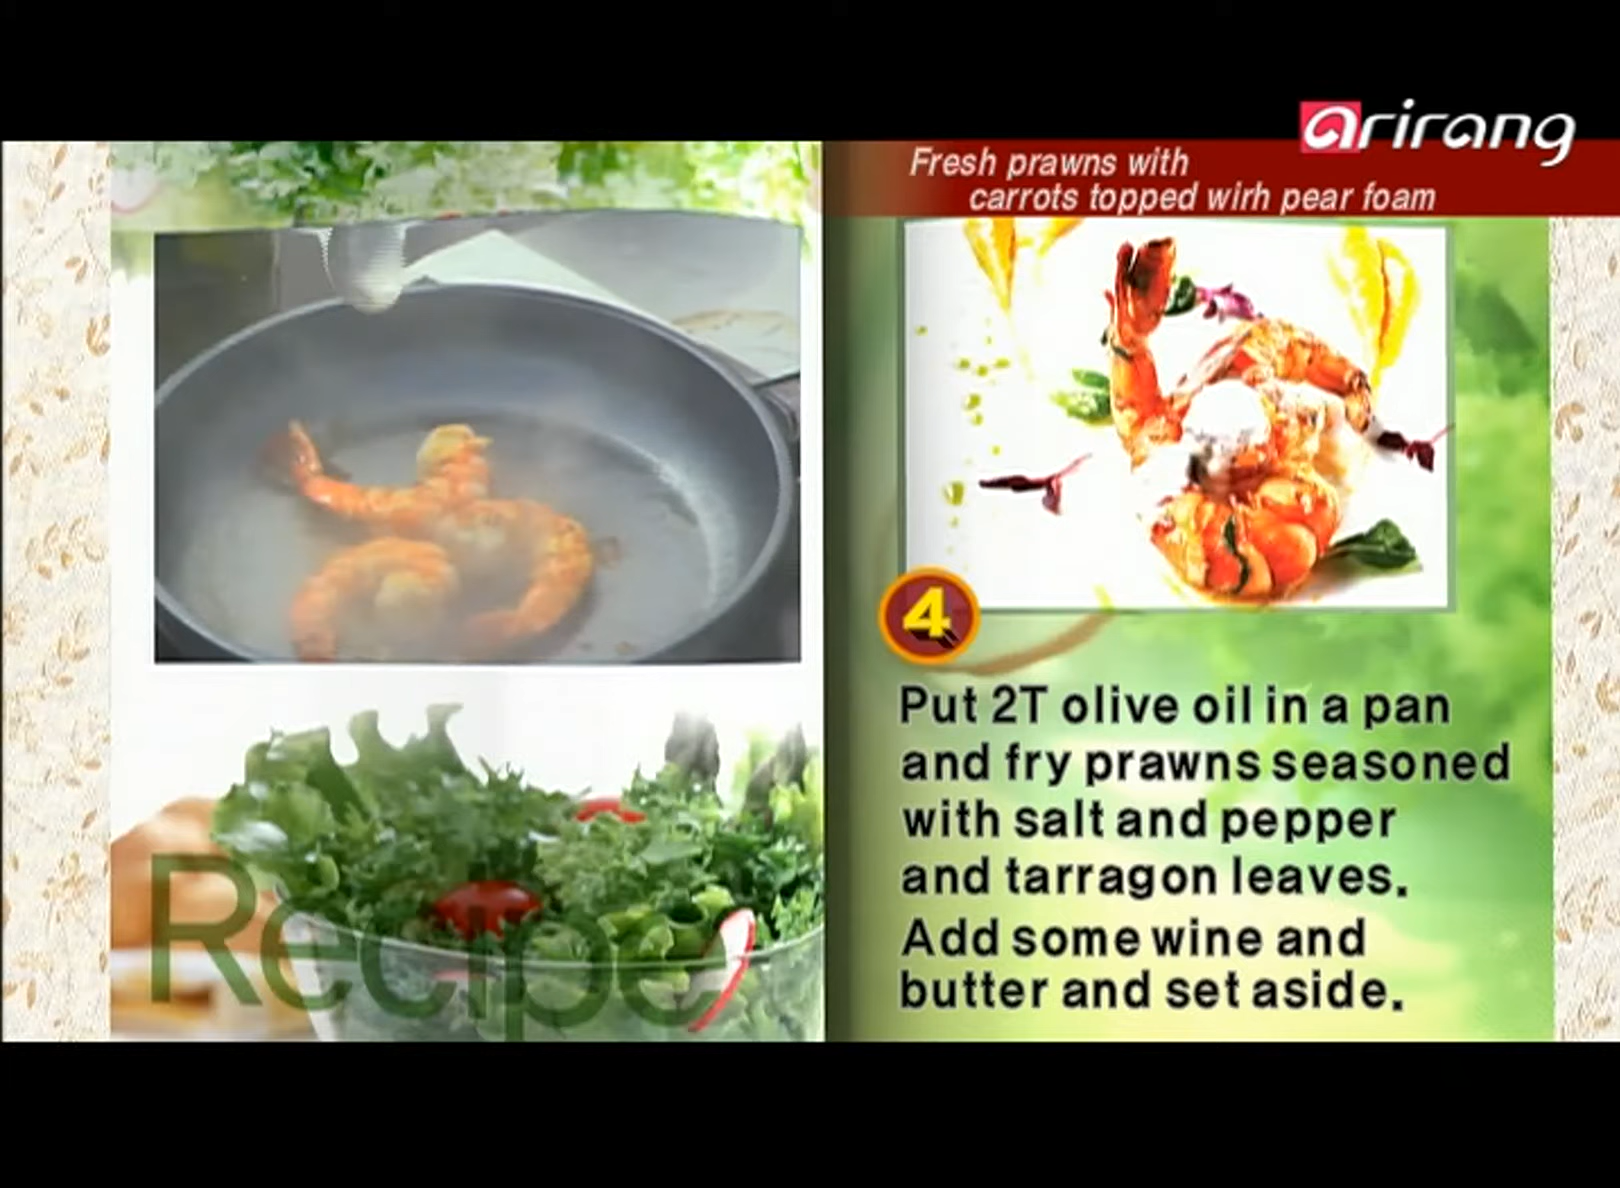 arirang
Fresh prawns with
carrots topped wirh pear foam
4
Put 2T olive oil in a pan
and fry prawns seasoned
with salt and pepper
and tarragon leaves.
Add some wine and
butter and set aside.
Recipe